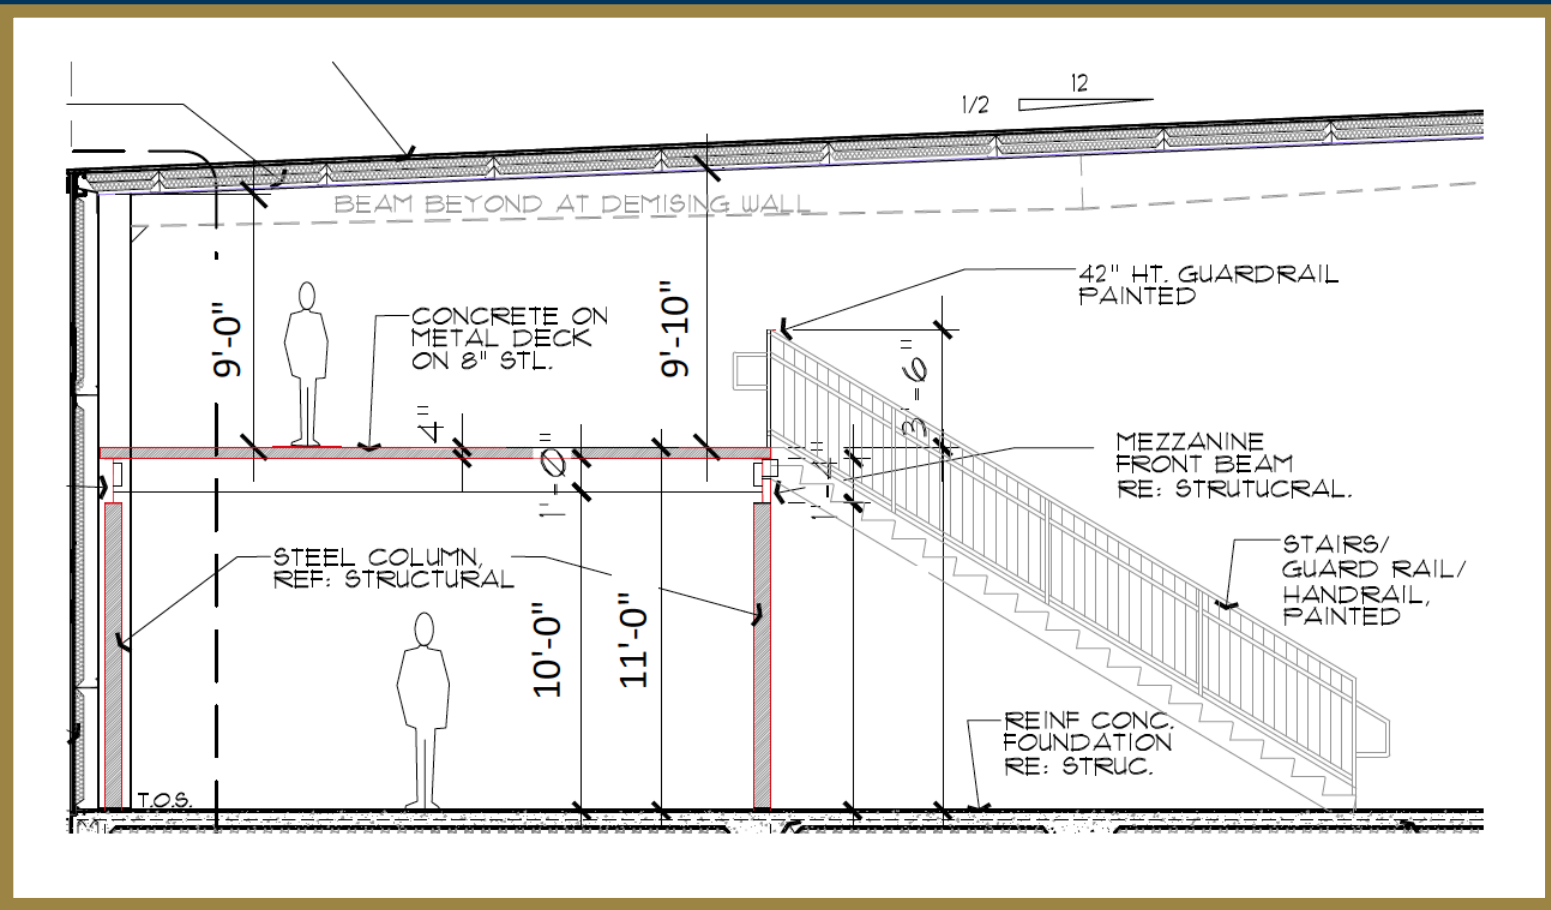 12
1/2
BEAM BEYOND AT DEMISING WALL
42" HT. GUARDRAIL
PAINTED
9'-0"
CONCRETE ON
METAL DECK
ON 8" STL.
9'-10"
3'-6"
4"
1'-0"
MEZZANINE
FRONT BEAM
RE: STRUTUCRAL.
STEEL COLUMN,
REF: STRUCTURAL
STAIRS/
GUARD RAIL/
HANDRAIL,
PAINTED
10'-0"
11'-0"
REINF CONC.
FOUNDATION
RE: STRUC.
T.O.S.